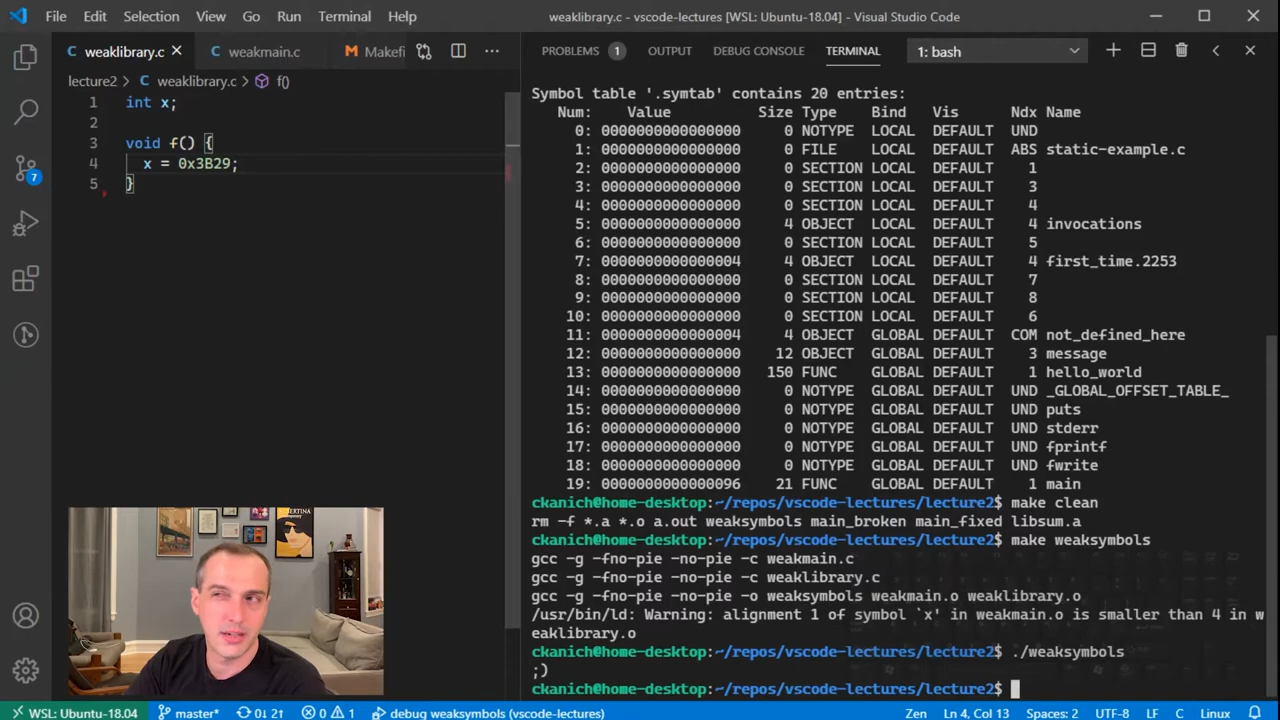 File Edit Selection View Go Run Terminal Help weaklibrary.c - vscode-lectures [WSL: Ubuntu-18.04] - Visual Studio Code
weaklibrary.c weakmain.c Makefi
lecture2 > weaklibrary.c > f()
1 int x;
2
3 void f() {
4 x = 0x3B29;
5 }
7
PROBLEMS 1 OUTPUT DEBUG CONSOLE TERMINAL 1: bash
Symbol table '.symtab' contains 20 entries:
Num: Value Size Type Bind Vis Ndx Name
0: 0000000000000000 0 NOTYPE LOCAL DEFAULT UND
1: 0000000000000000 0 FILE LOCAL DEFAULT ABS static-example.c
2: 0000000000000000 0 SECTION LOCAL DEFAULT 1
3: 0000000000000000 0 SECTION LOCAL DEFAULT 3
4: 0000000000000000 0 SECTION LOCAL DEFAULT 4
5: 0000000000000000 4 OBJECT LOCAL DEFAULT 4 invocations
6: 0000000000000000 0 SECTION LOCAL DEFAULT 5
7: 0000000000000004 4 OBJECT LOCAL DEFAULT 4 first_time.2253
8: 0000000000000000 0 SECTION LOCAL DEFAULT 7
9: 0000000000000000 0 SECTION LOCAL DEFAULT 8
10: 0000000000000000 0 SECTION LOCAL DEFAULT 6
11: 0000000000000004 4 OBJECT GLOBAL DEFAULT COM not_defined_here
12: 0000000000000000 12 OBJECT GLOBAL DEFAULT 3 message
13: 0000000000000000 150 FUNC GLOBAL DEFAULT 1 hello_world
14: 0000000000000000 0 NOTYPE GLOBAL DEFAULT UND _GLOBAL_OFFSET_TABLE_
15: 0000000000000000 0 NOTYPE GLOBAL DEFAULT UND puts
16: 0000000000000000 0 NOTYPE GLOBAL DEFAULT UND stderr
17: 0000000000000000 0 NOTYPE GLOBAL DEFAULT UND fprintf
18: 0000000000000000 0 NOTYPE GLOBAL DEFAULT UND fwrite
19: 0000000000000096 21 FUNC GLOBAL DEFAULT 1 main
ckanich@home-desktop:~/repos/vscode-lectures/lecture2$ make clean
rm -f *.a *.o a.out weaksymbols main_broken main_fixed libsum.a
ckanich@home-desktop:~/repos/vscode-lectures/lecture2$ make weaksymbols
gcc -g -fno-pie -no-pie -c weakmain.c
gcc -g -fno-pie -no-pie -c weaklibrary.c
gcc -g -fno-pie -no-pie -o weaksymbols weakmain.o weaklibrary.o
/usr/bin/ld: Warning: alignment 1 of symbol `x' in weakmain.o is smaller than 4 in w
eaklibrary.o
ckanich@home-desktop:~/repos/vscode-lectures/lecture2$ ./weaksymbols
;)
ckanich@home-desktop:~/repos/vscode-lectures/lecture2$
WSL: Ubuntu-18.04 master* 0↓ 2↑ 0 1 debug weaksymbols (vscode-lectures) Zen Ln 4, Col 13 Spaces: 2 UTF-8 LF C Linux